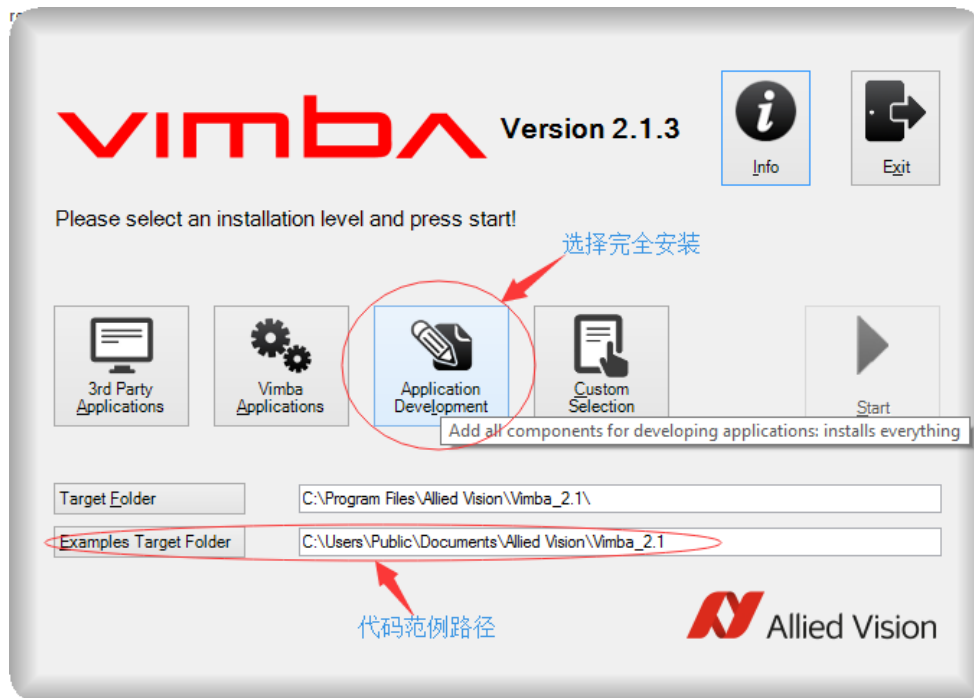 vimba Version 2.1.3
Info
Exit
Please select an installation level and press start!
选择完全安装
3rd Party
Applications
Vimba
Applications
Application
Development
Custom
Selection
Start
Add all components for developing applications: installs everything
Target Folder
C:\Program Files\Allied Vision\Vimba_2.1\
Examples Target Folder
C:\Users\Public\Documents\Allied Vision\Vimba_2.1
代码范例路径
Allied Vision